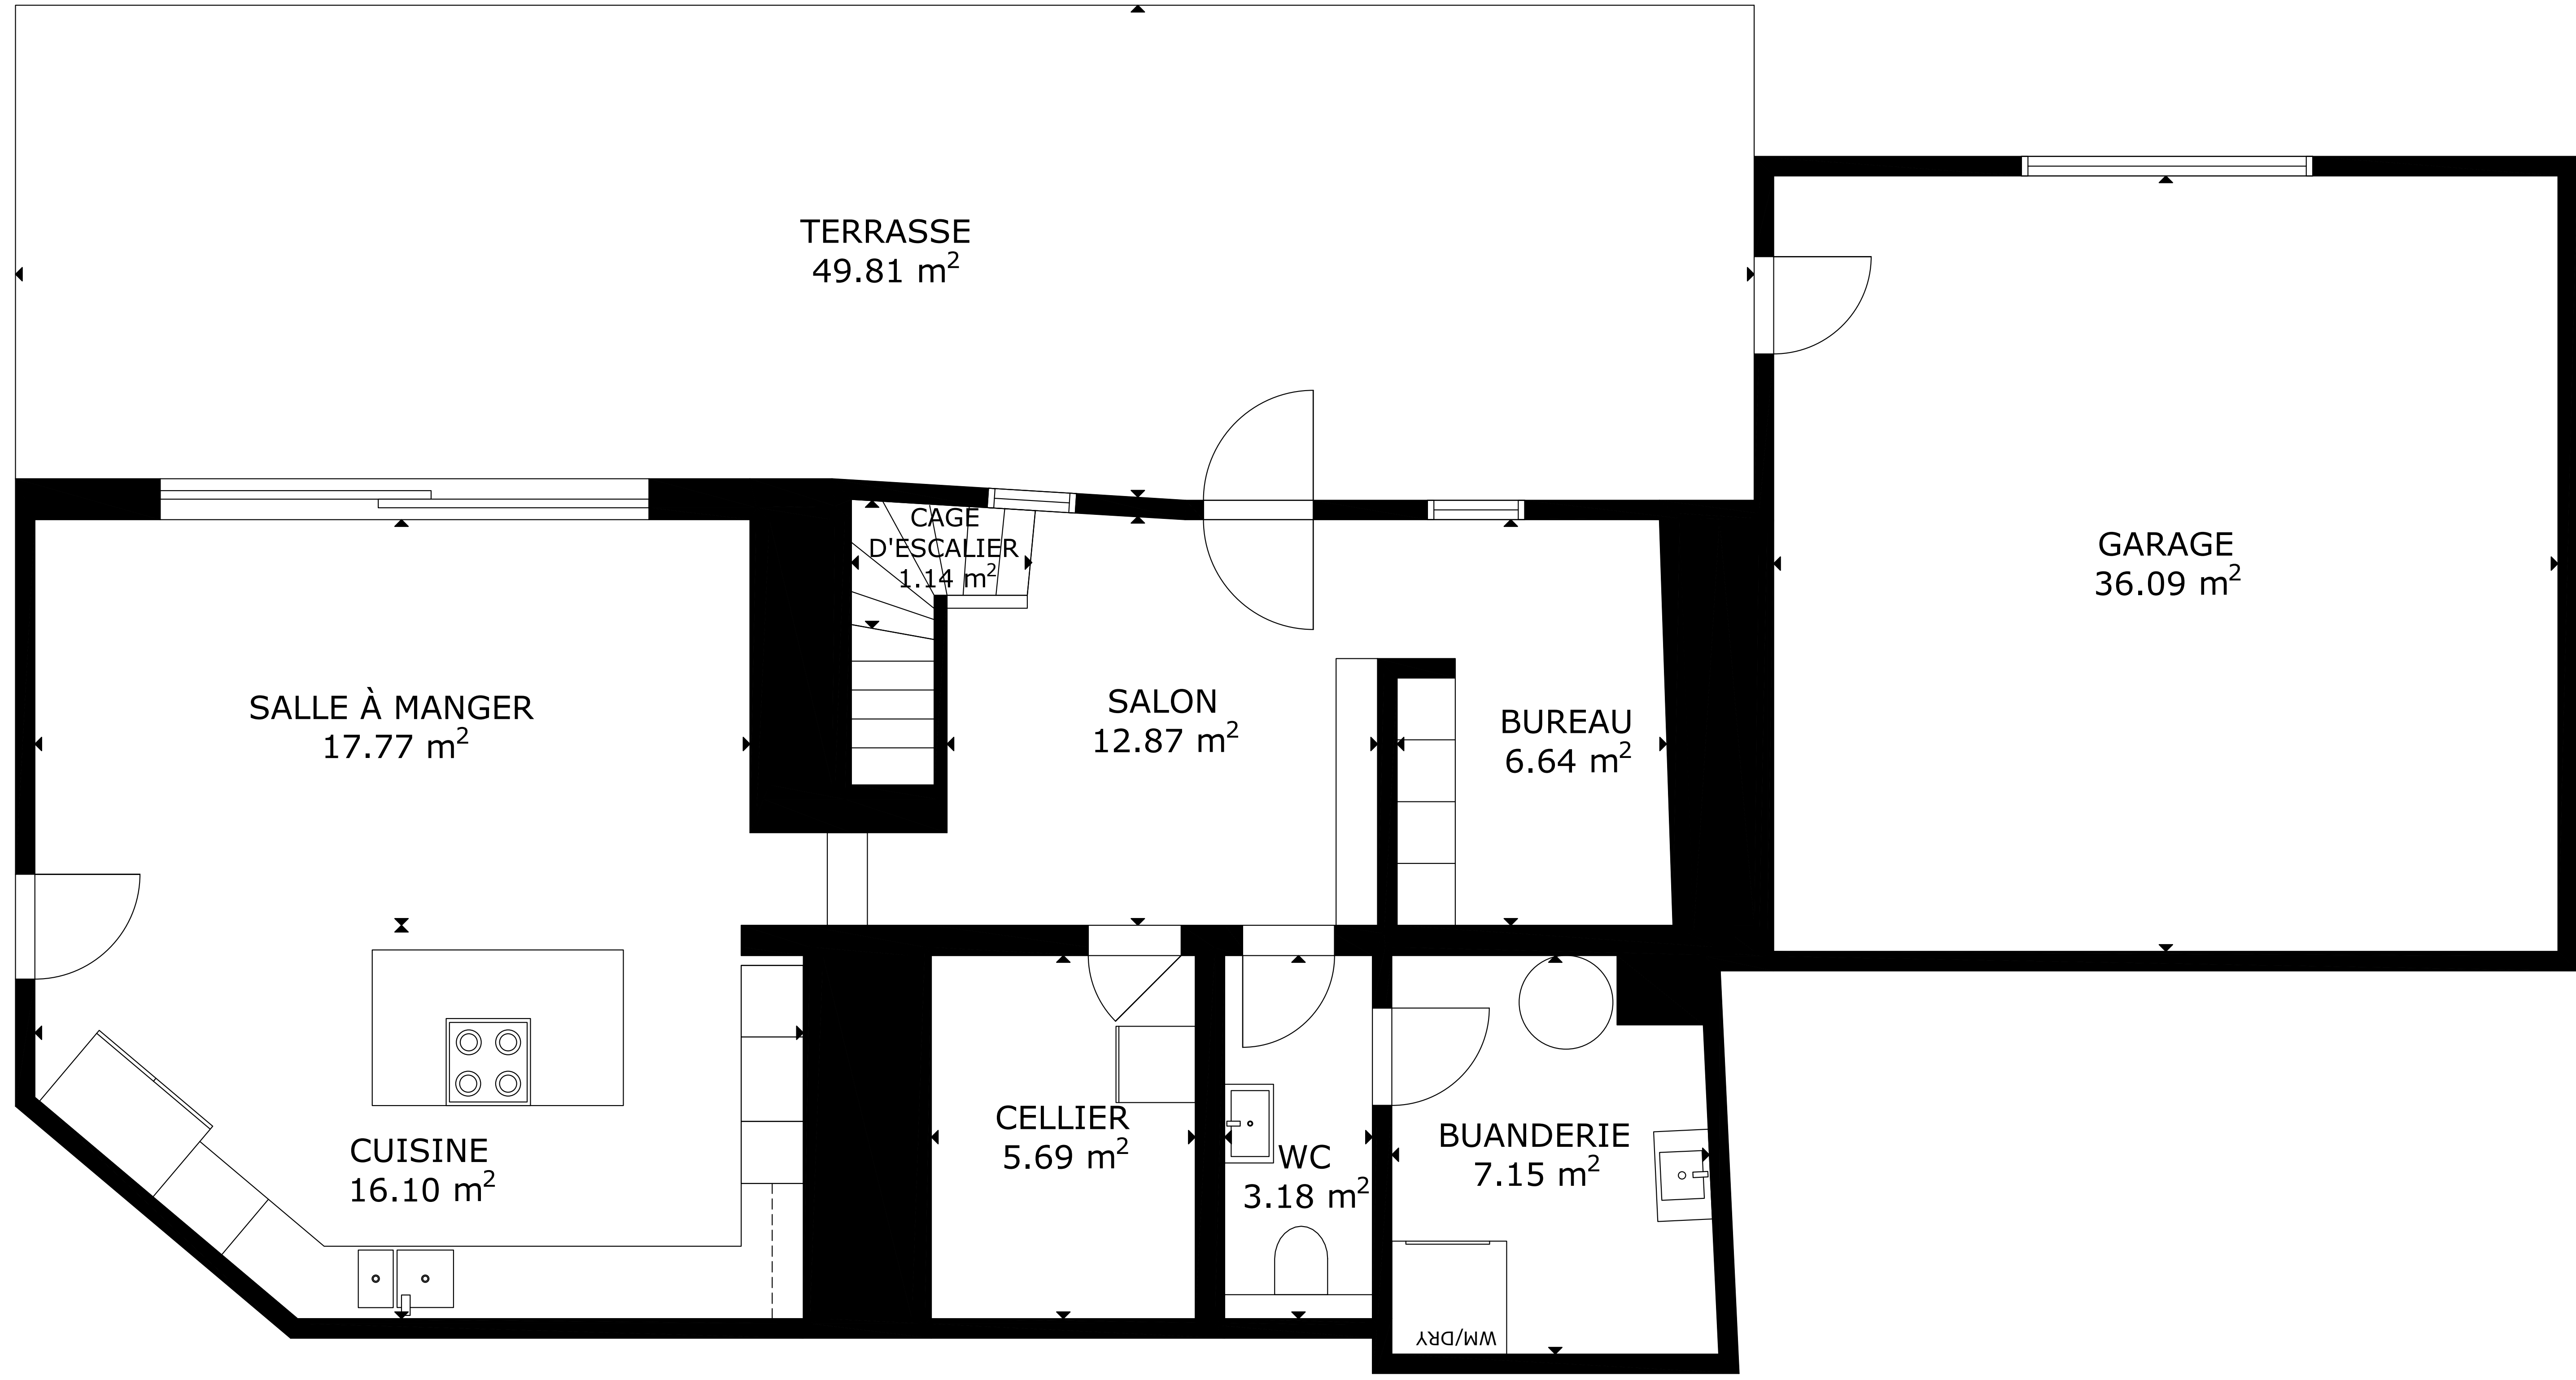 TERRASSE
49.81 m²
CAGE
D'ESCALIER
1.14 m²
GARAGE
36.09 m²
SALLE À MANGER
17.77 m²
SALON
12.87 m²
BUREAU
6.64 m²
CUISINE
16.10 m²
CELLIER
5.69 m²
WC
3.18 m²
BUANDERIE
7.15 m²
WM/DRY